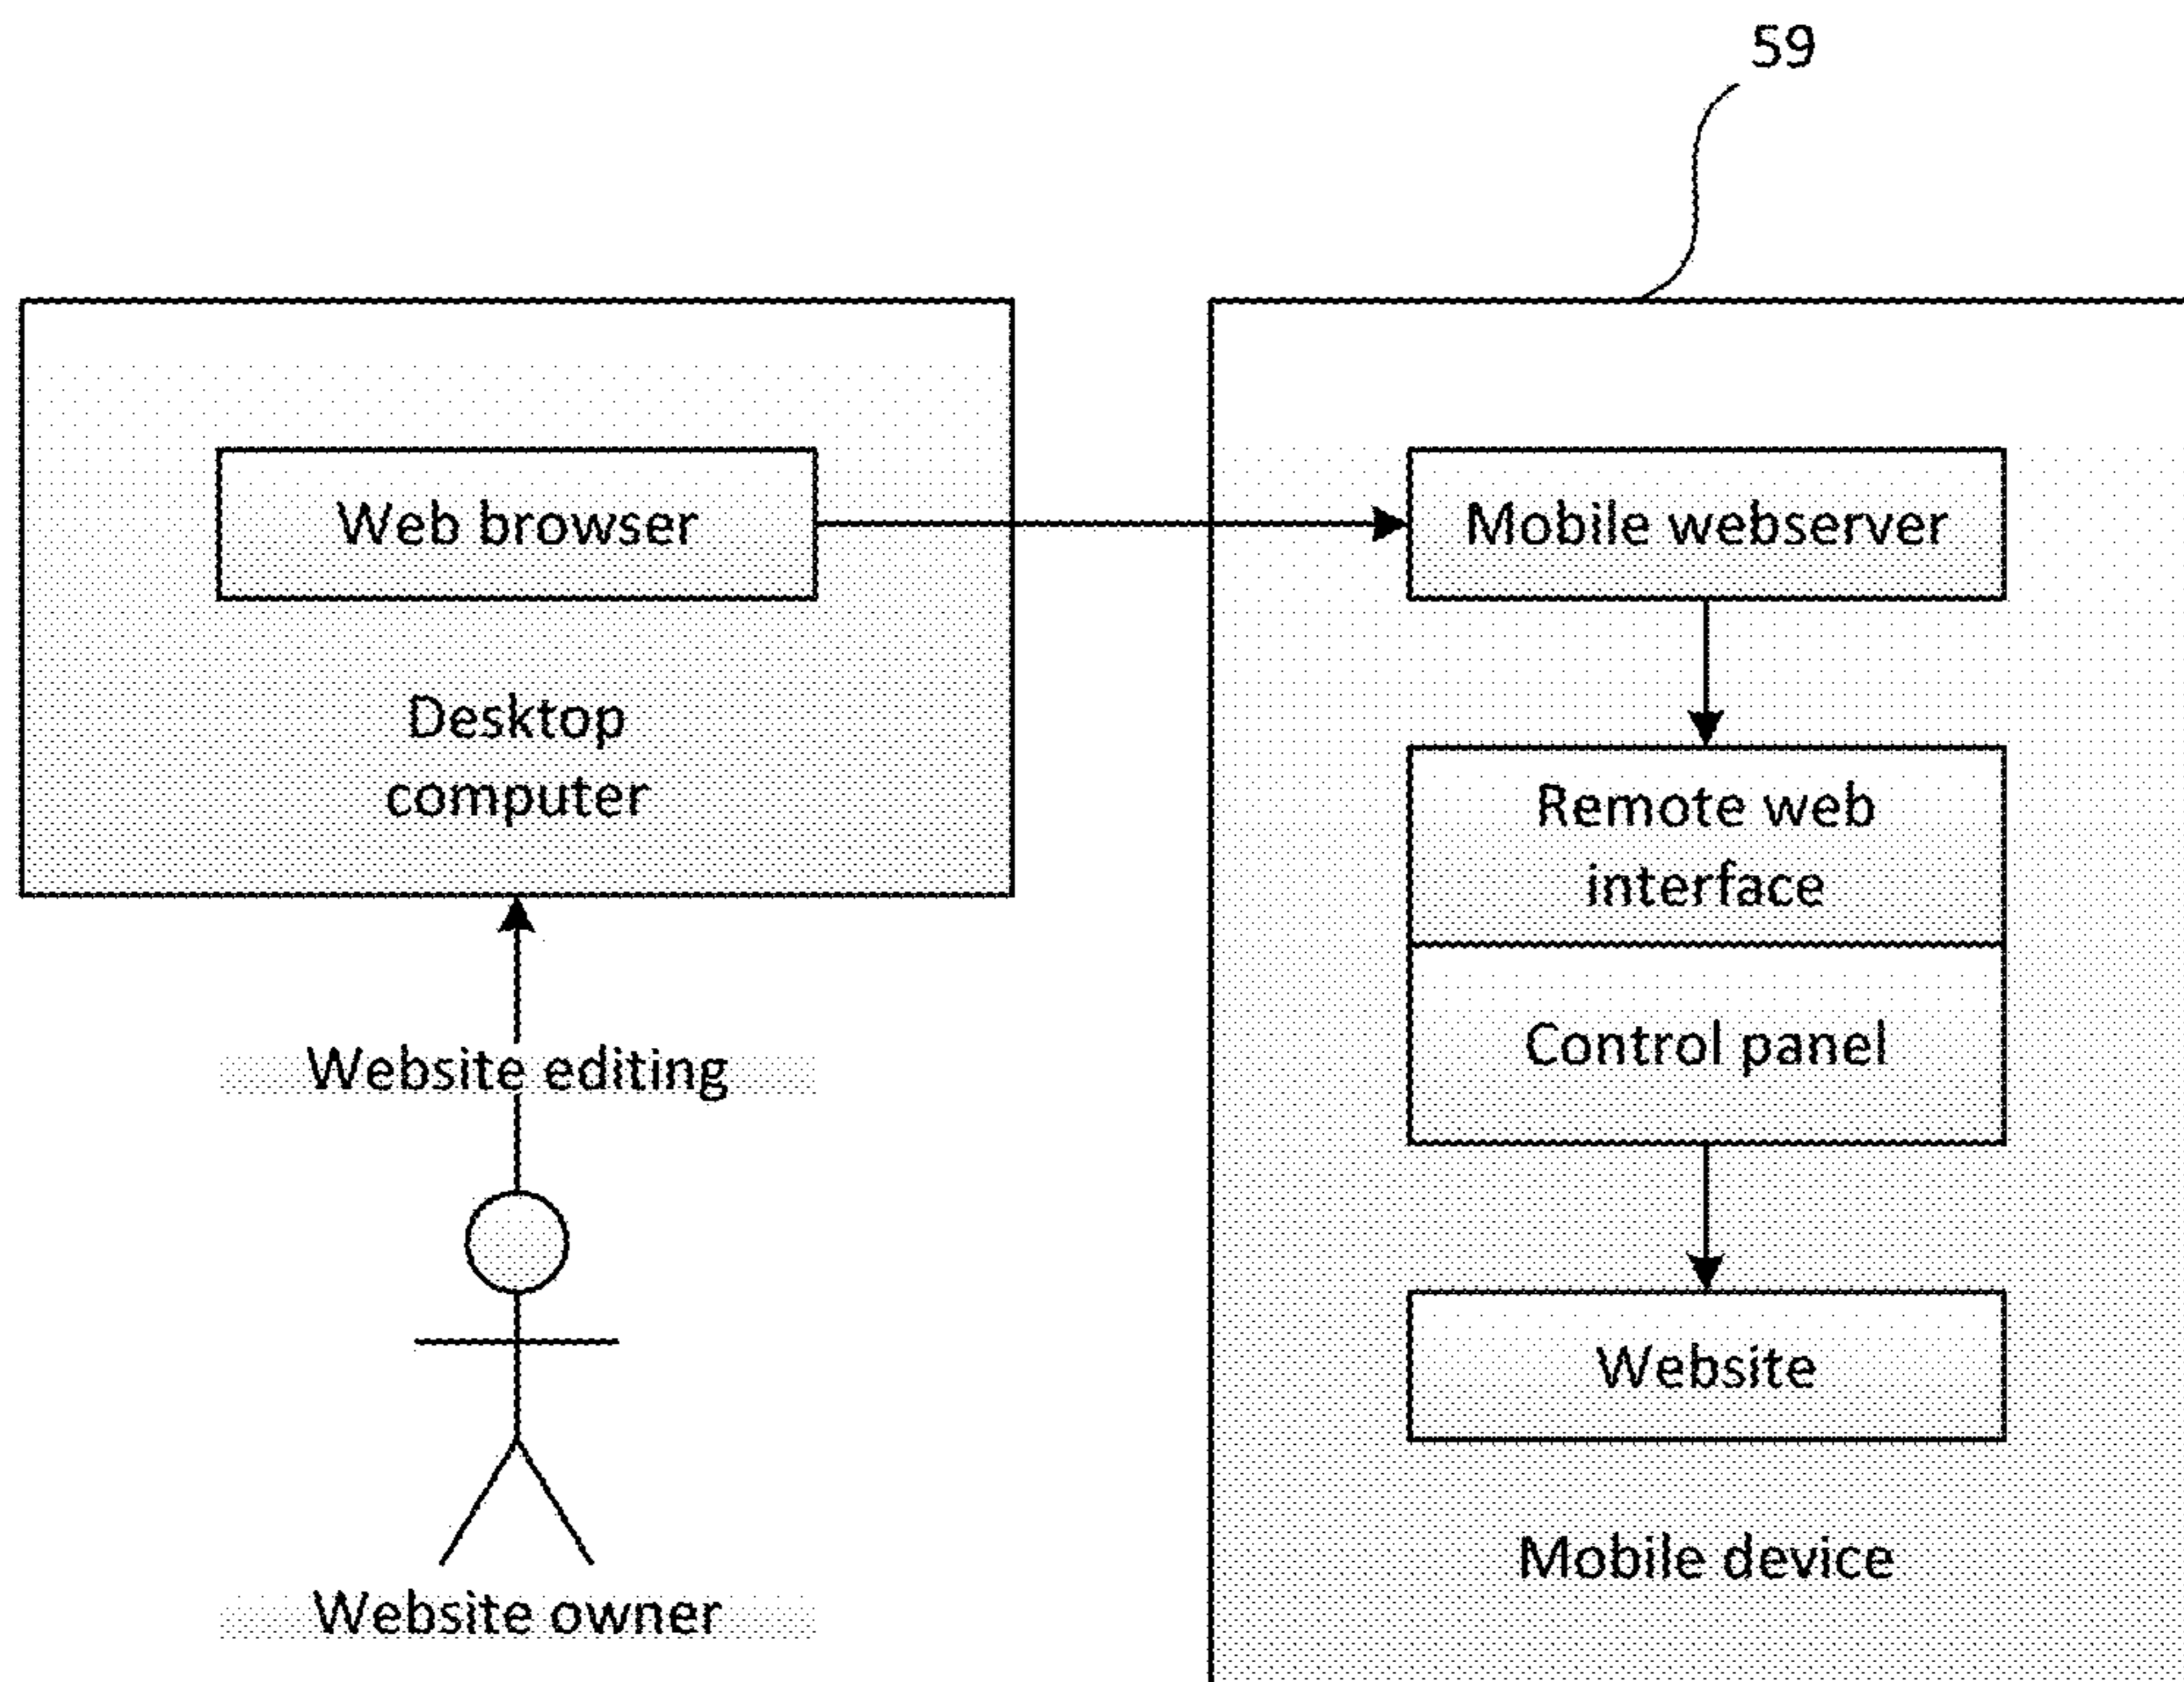 59
Web browser
Desktop
computer
Website editing
Website owner
Mobile webserver
Remote web
interface
Control panel
Website
Mobile device